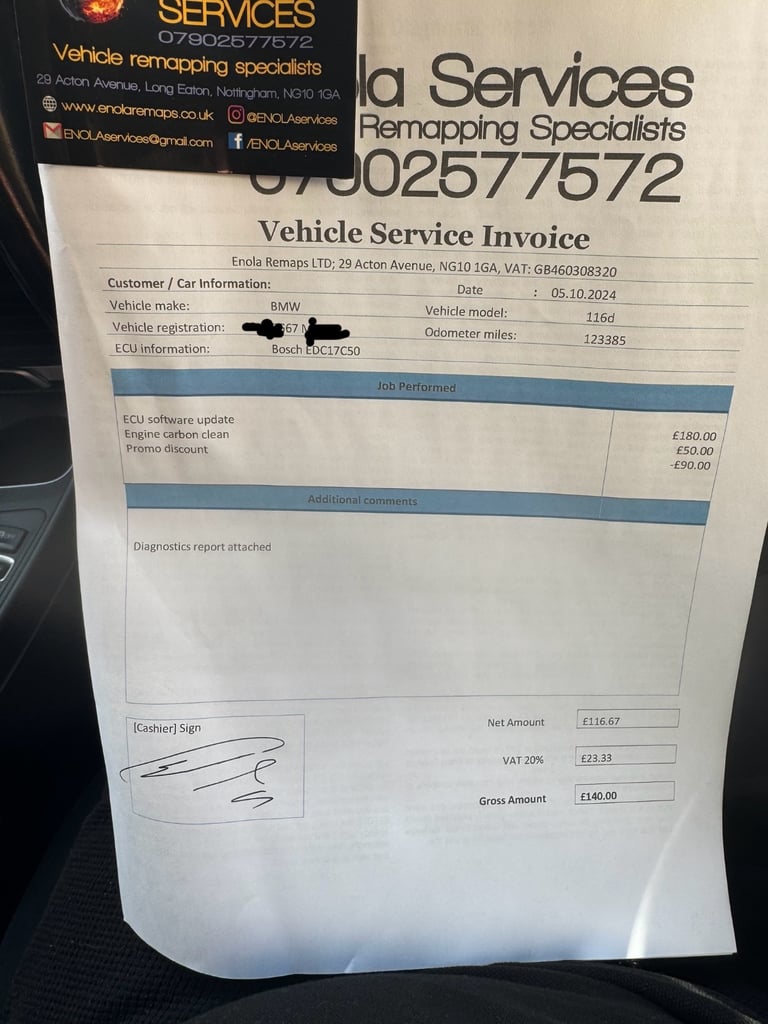 SERVICES
07902577572
Vehicle remapping specialists
29 Acton Avenue, Long Eaton, Nottingham, NG10 1GA
www.enolaremaps.co.uk @ENOLAservices
ENOLAservices@gmail.com /ENOLAservices
la Services
Remapping Specialists
07902577572
Vehicle Service Invoice
Enola Remaps LTD; 29 Acton Avenue, NG10 1GA, VAT: GB460308320
Customer / Car Information: Date : 05.10.2024
Vehicle make: BMW Vehicle model: 116d
Vehicle registration: 67 Odometer miles: 123385
ECU information: Bosch EDC17C50
Job Performed
ECU software update £180.00
Engine carbon clean £50.00
Promo discount -£90.00
Additional comments
Diagnostics report attached
[Cashier] Sign
Net Amount £116.67
VAT 20% £23.33
Gross Amount £140.00